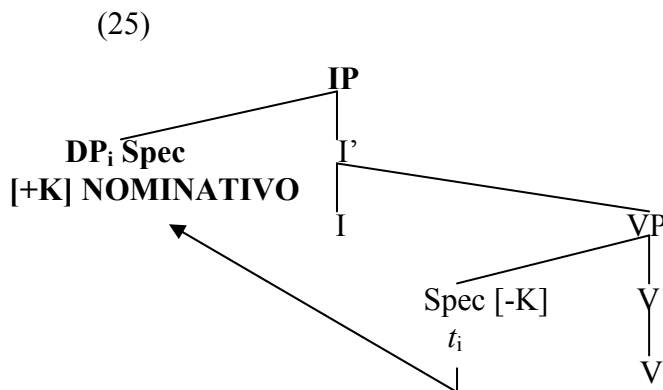 (25)
IP
DPᵢ Spec I’
[+K] NOMINATIVO
I VP
Spec [-K] V
tᵢ
V